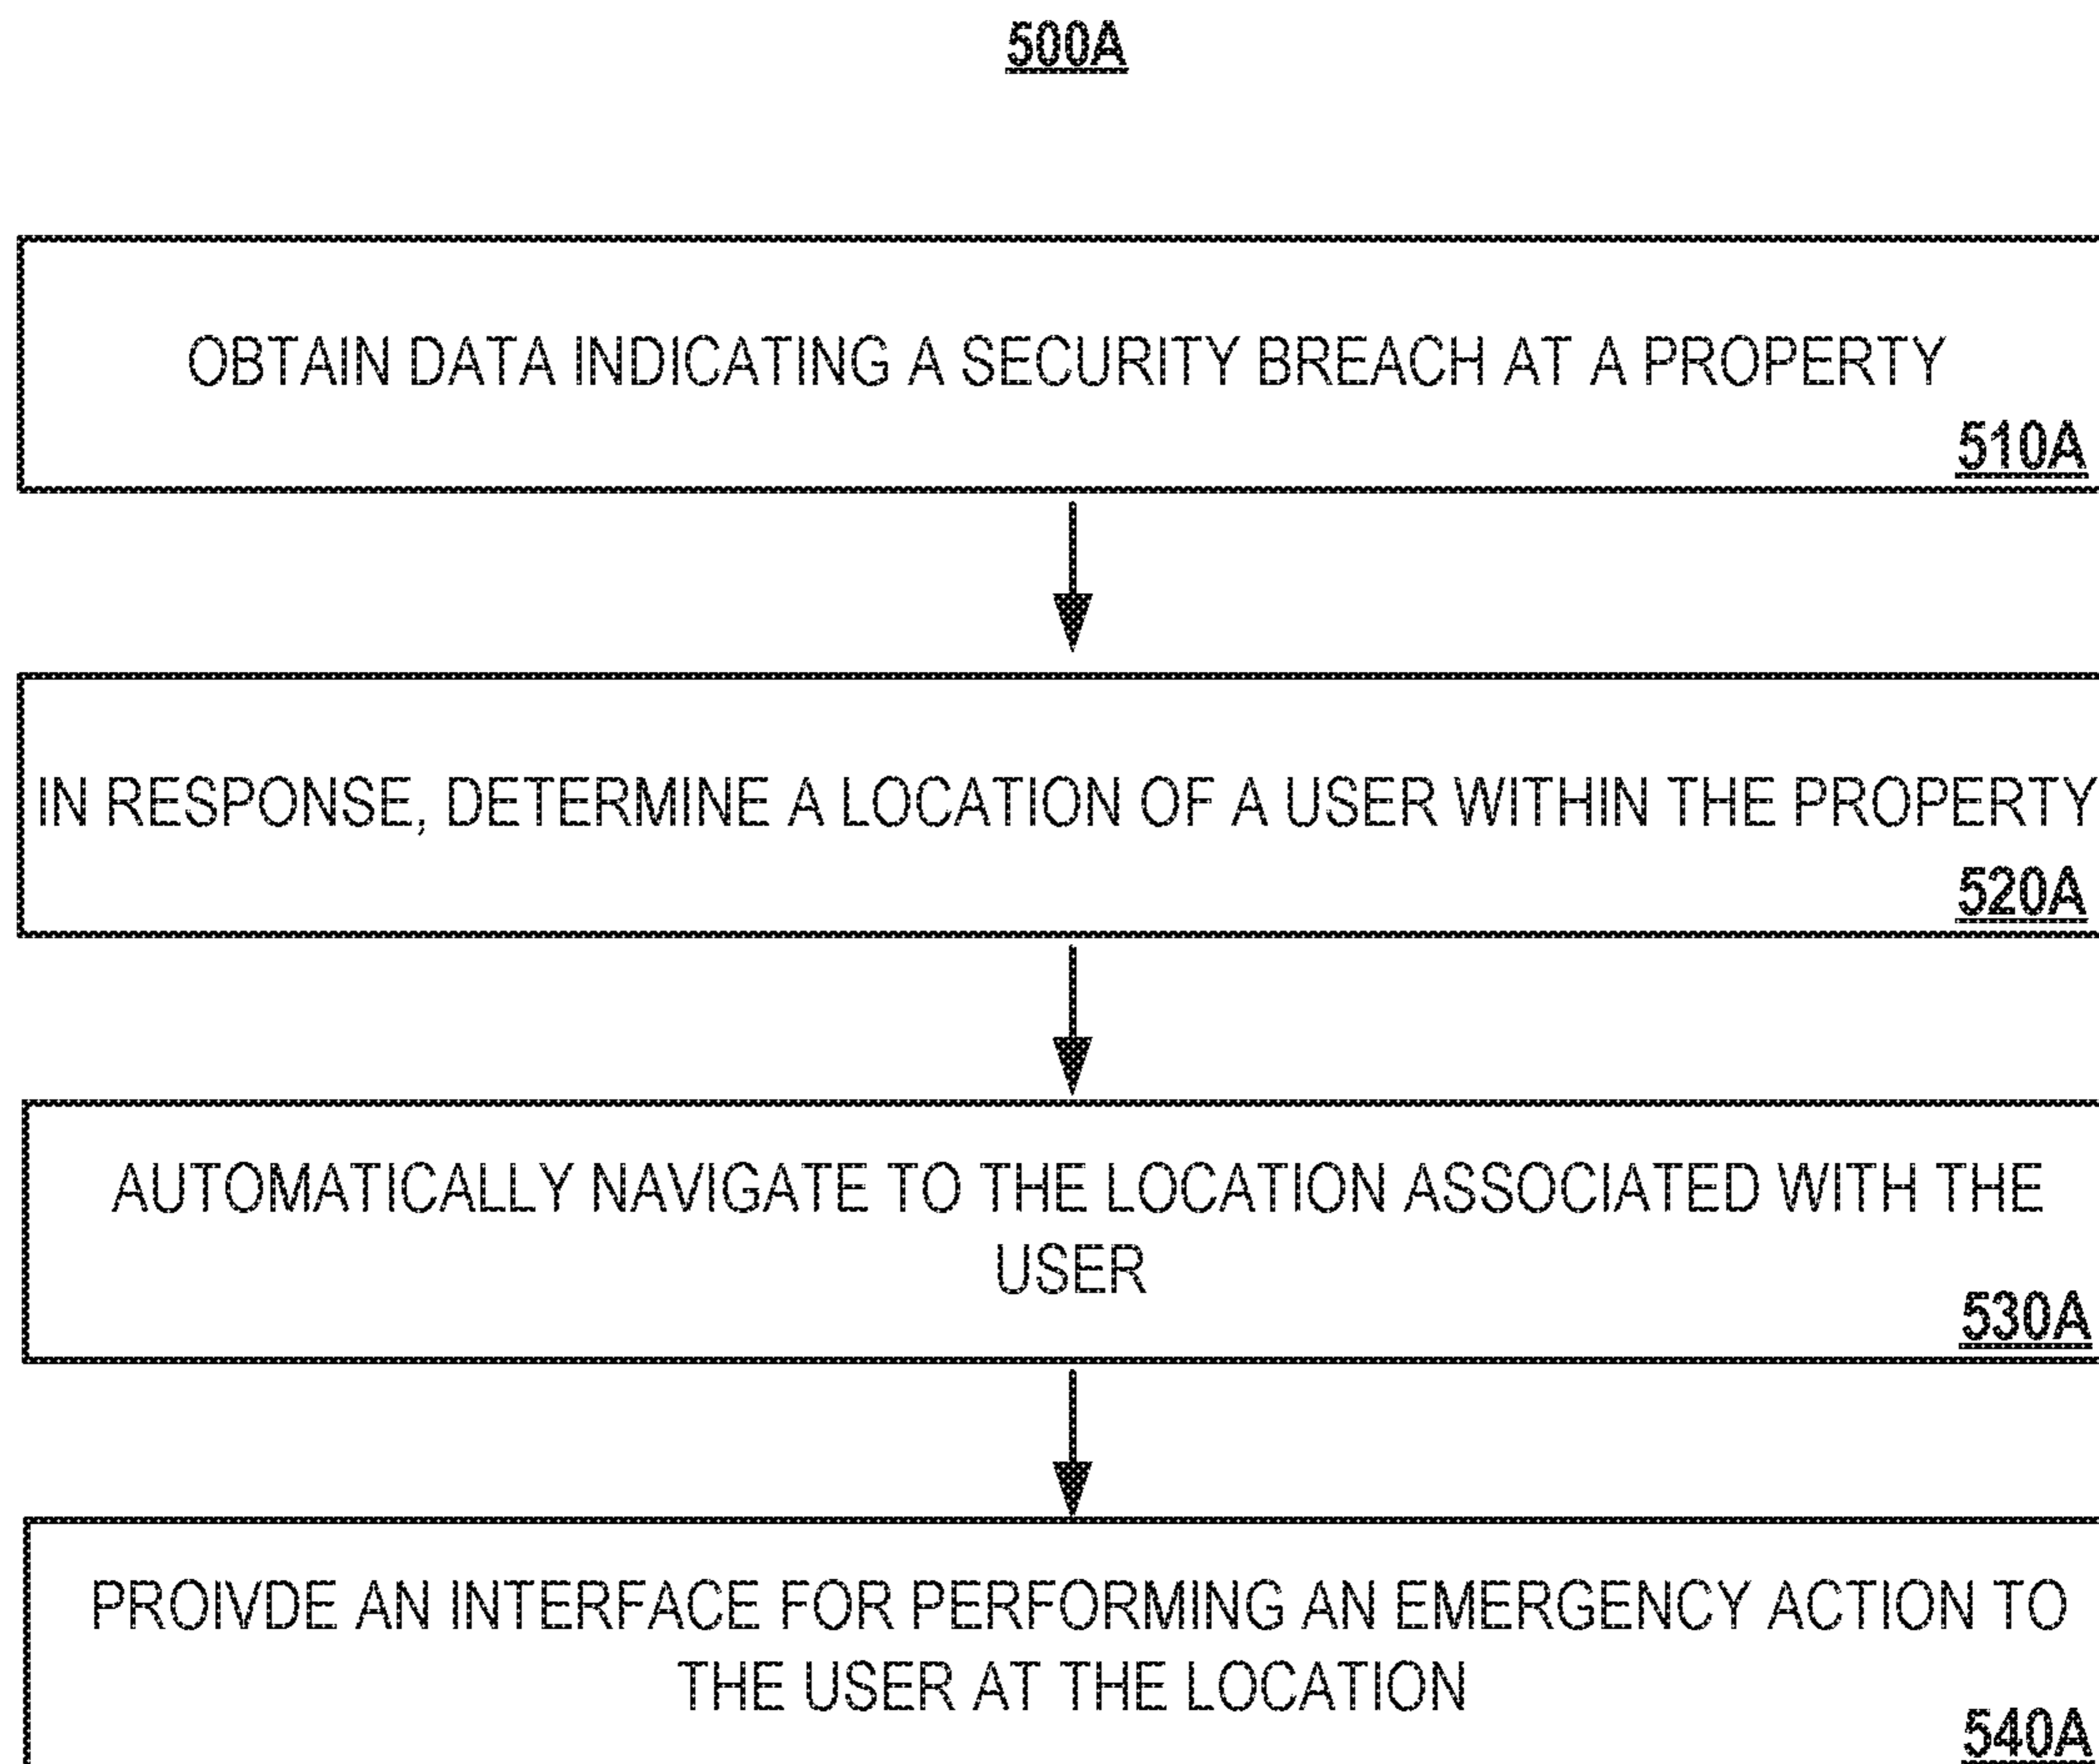 500A
OBTAIN DATA INDICATING A SECURITY BREACH AT A PROPERTY
510A
IN RESPONSE, DETERMINE A LOCATION OF A USER WITHIN THE PROPERTY
520A
AUTOMATICALLY NAVIGATE TO THE LOCATION ASSOCIATED WITH THE
USER
530A
PROIVDE AN INTERFACE FOR PERFORMING AN EMERGENCY ACTION TO
THE USER AT THE LOCATION
540A